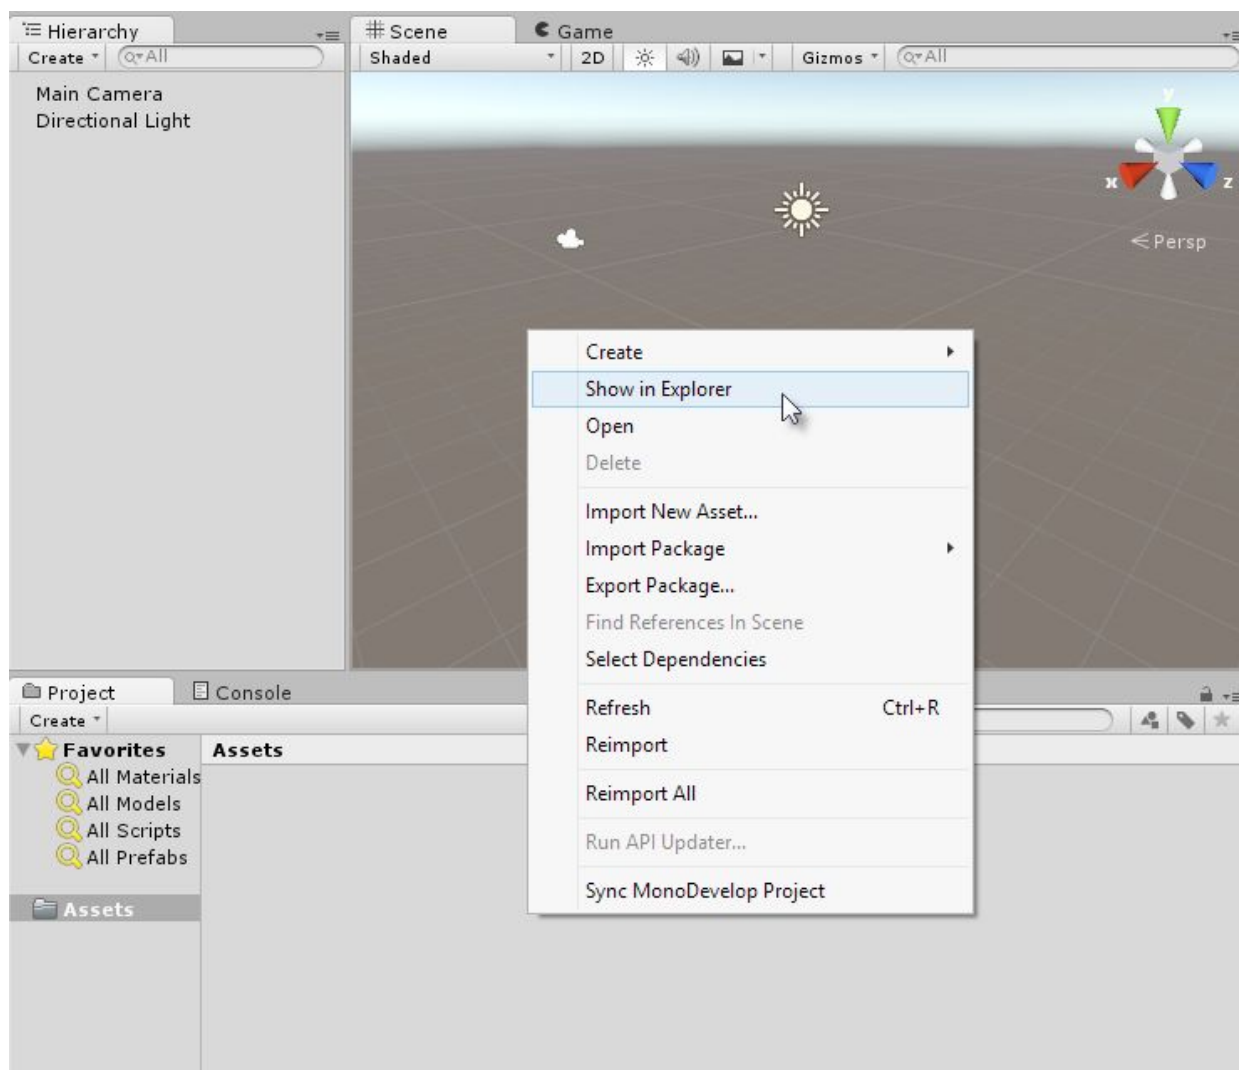 Hierarchy
Create All
Main Camera
Directional Light
Scene Game
Shaded 2D Gizmos All
y
x z
Persp
Create
Show in Explorer
Open
Delete
Import New Asset...
Import Package
Export Package...
Find References In Scene
Select Dependencies
Refresh Ctrl+R
Reimport
Reimport All
Run API Updater...
Sync MonoDevelop Project
Project Console
Create
Favorites
All Materials
All Models
All Scripts
All Prefabs
Assets
Assets